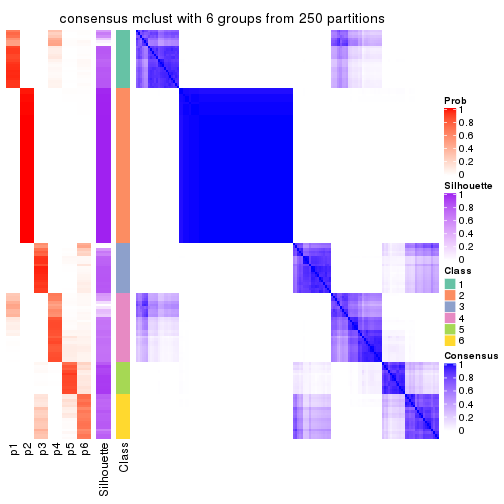 consensus mclust with 6 groups from 250 partitions
Prob
1
0.8
0.6
0.4
0.2
0
Silhouette
1
0.8
0.6
0.4
0.2
0
Class
1
2
3
4
5
6
Consensus
1
0.8
0.6
0.4
0.2
0
p1
p2
p3
p4
p5
p6
Silhouette
Class